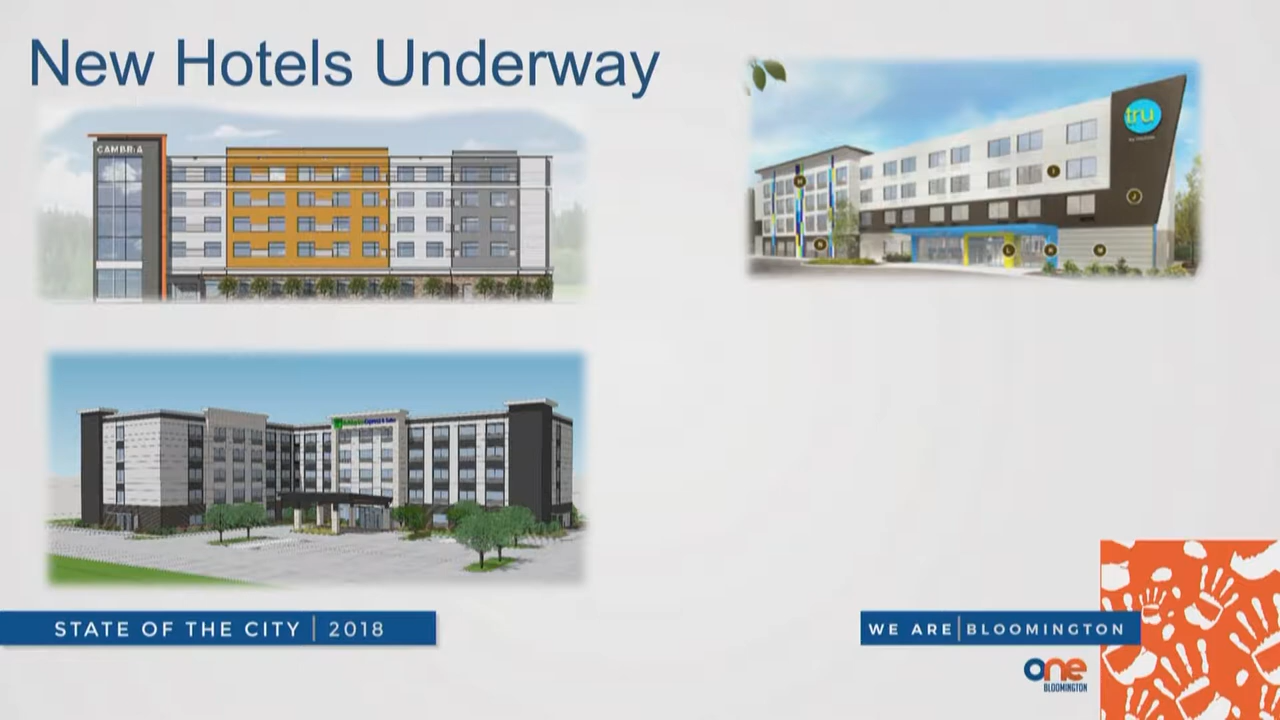 New Hotels Underway
CAMBRIA
tru
STATE OF THE CITY | 2018
WE ARE | BLOOMINGTON
one
BLOOMINGTON